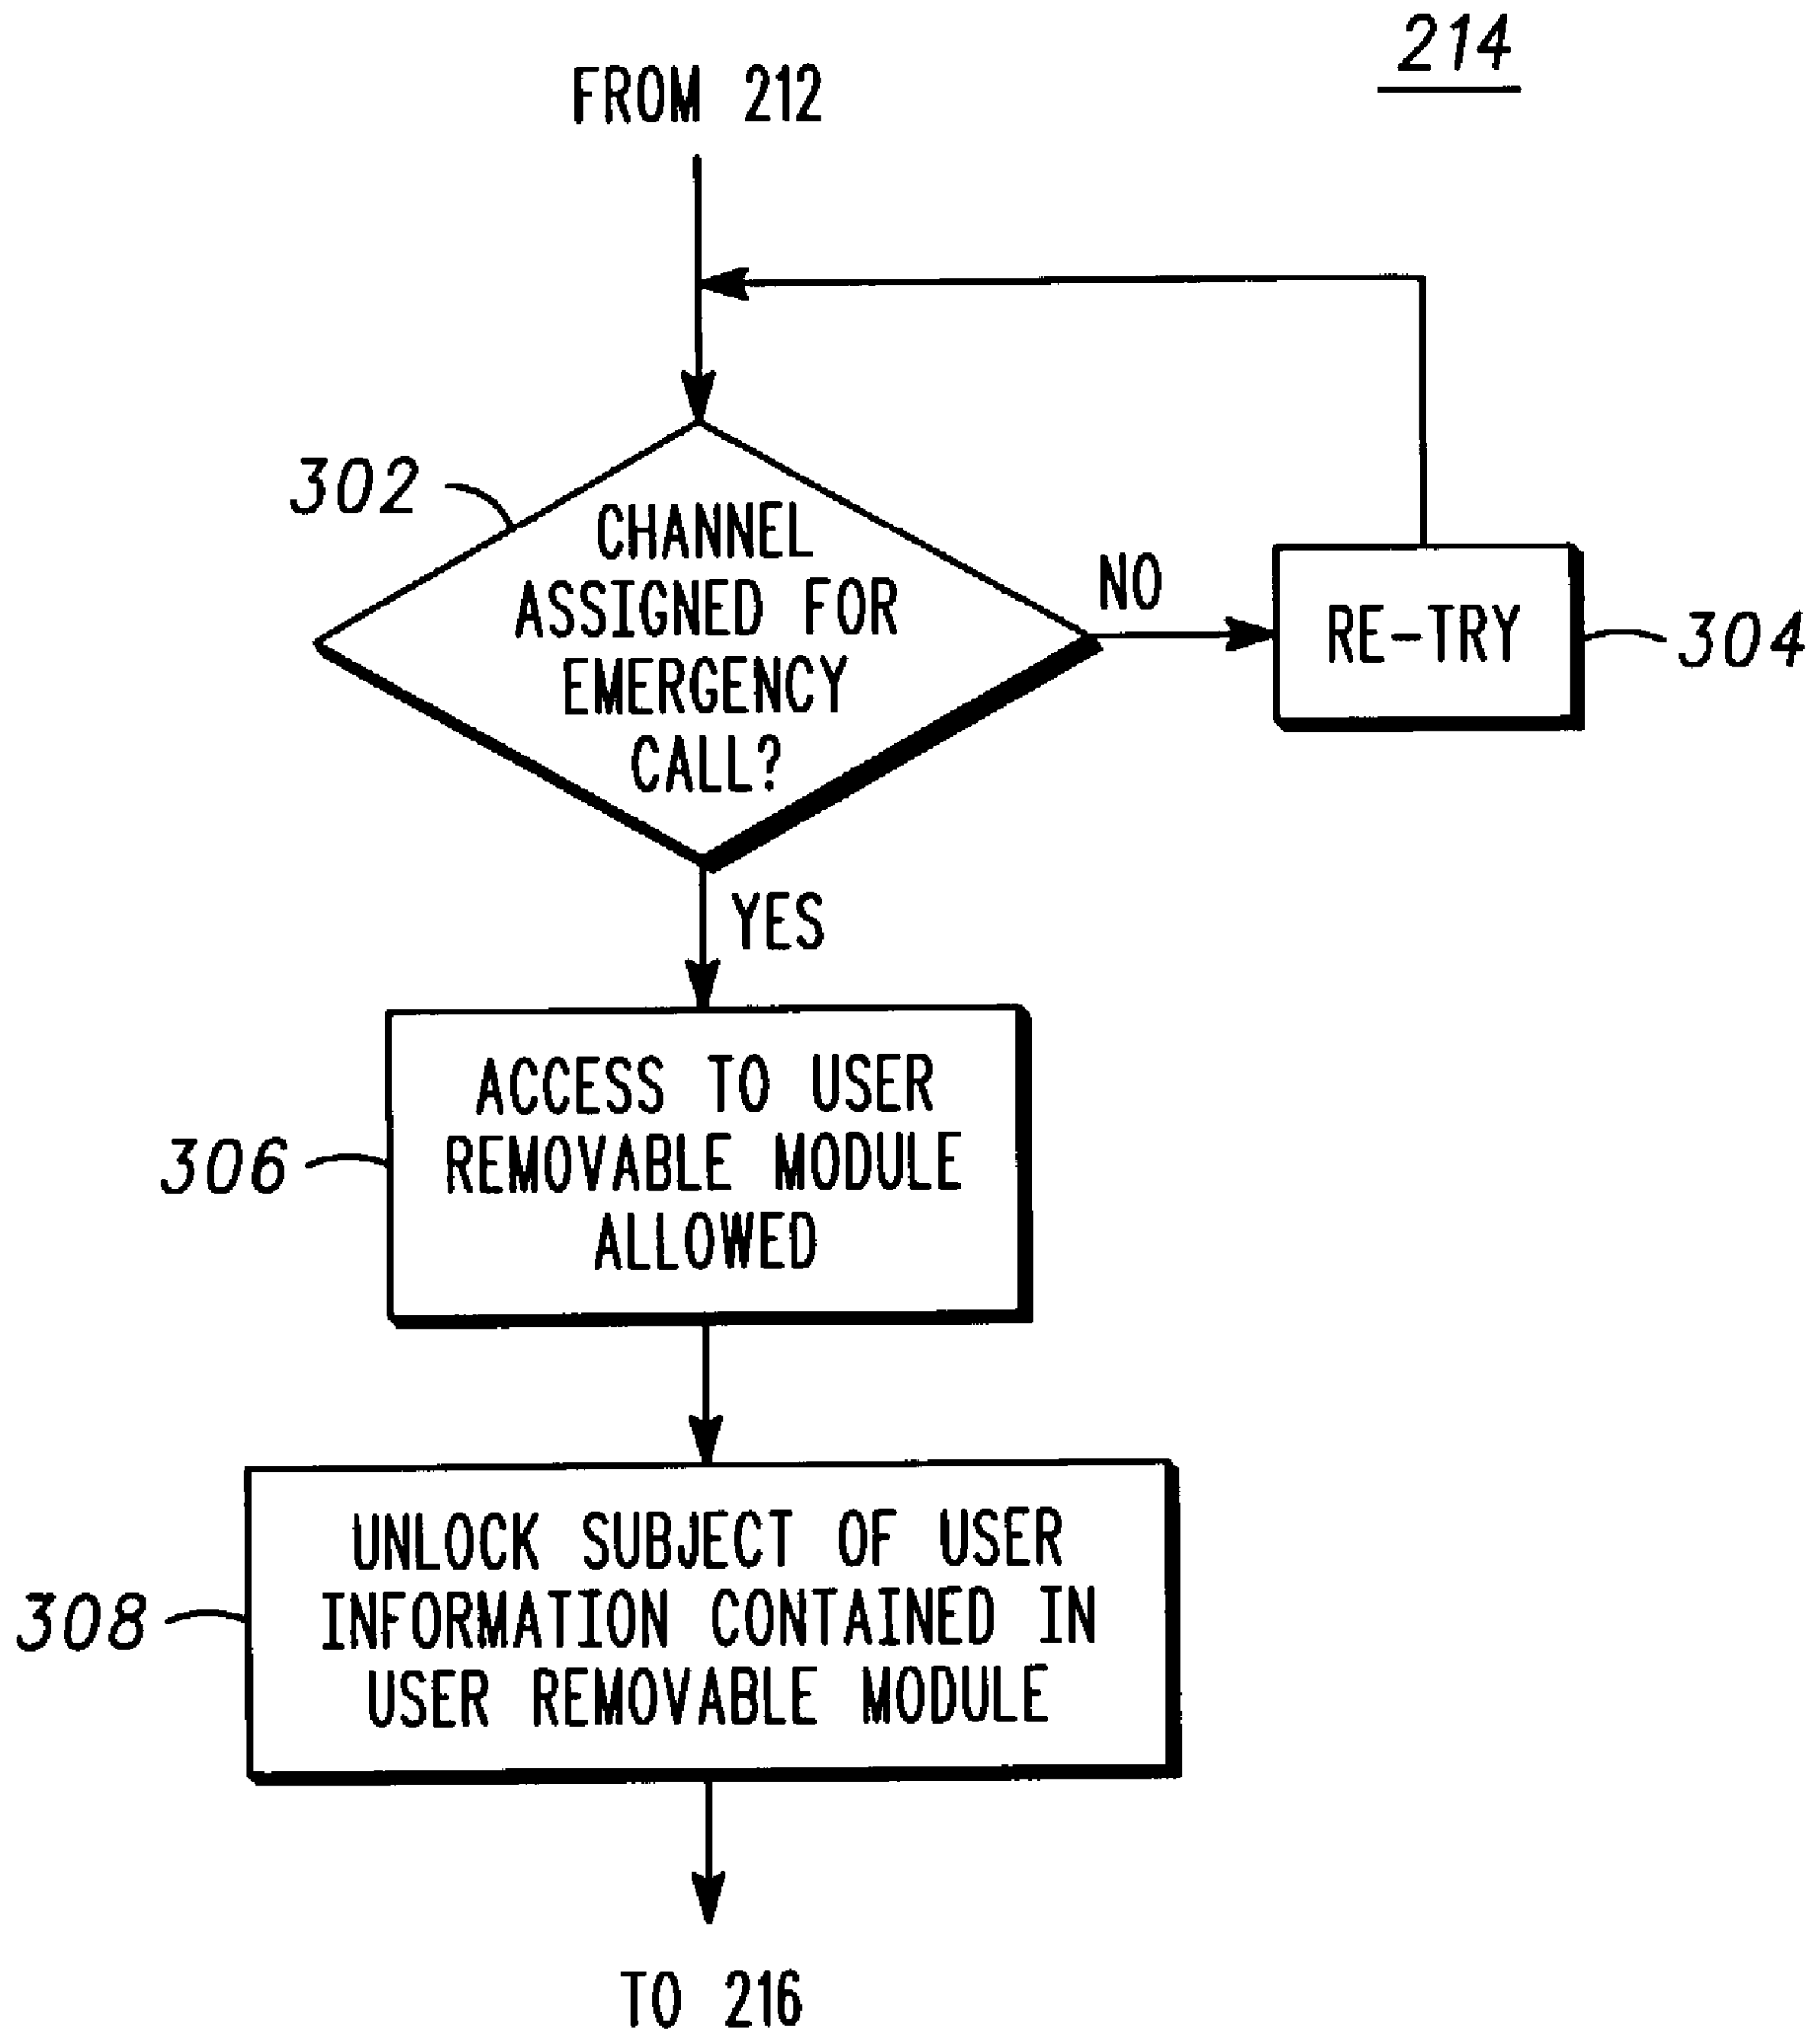 214
FROM 212
302
CHANNEL
ASSIGNED FOR
EMERGENCY
CALL?
NO
RE-TRY
304
YES
306
ACCESS TO USER
REMOVABLE MODULE
ALLOWED
308
UNLOCK SUBJECT OF USER
INFORMATION CONTAINED IN
USER REMOVABLE MODULE
TO 216